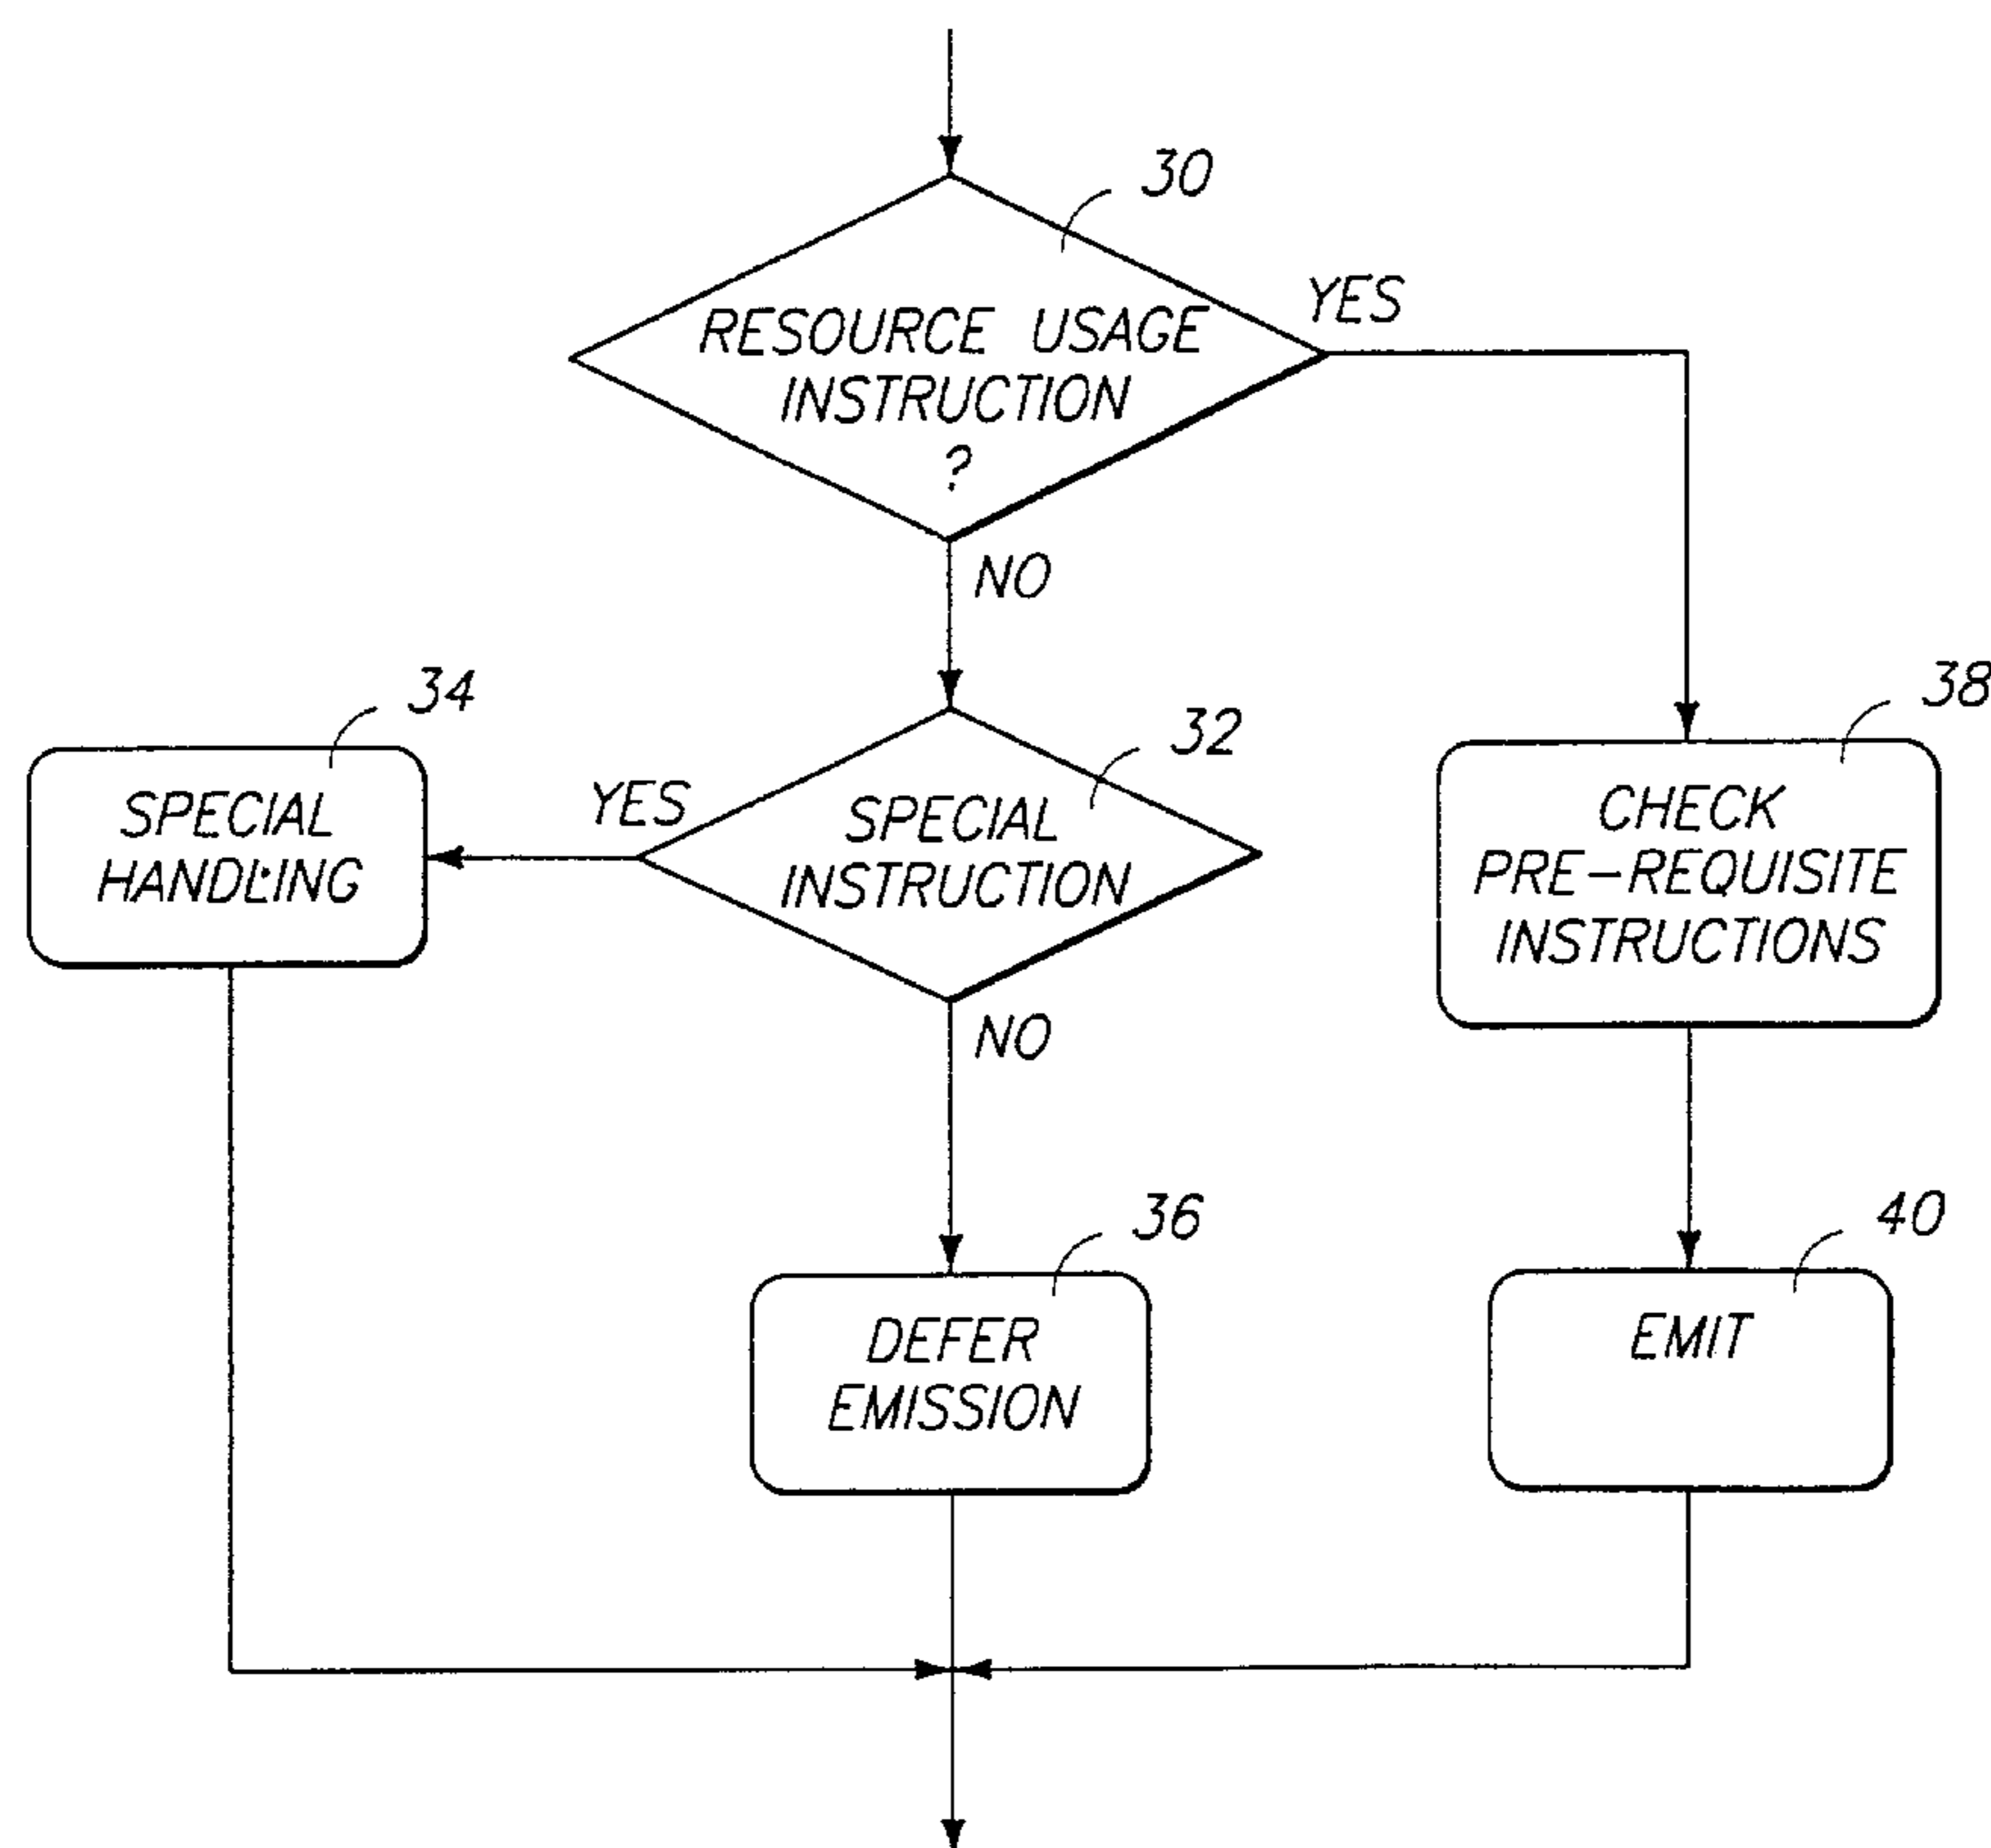 30
RESOURCE USAGE
INSTRUCTION
?
YES
NO
34
SPECIAL
HANDLING
YES
32
SPECIAL
INSTRUCTION
NO
38
CHECK
PRE-REQUISITE
INSTRUCTIONS
36
DEFER
EMISSION
40
EMIT